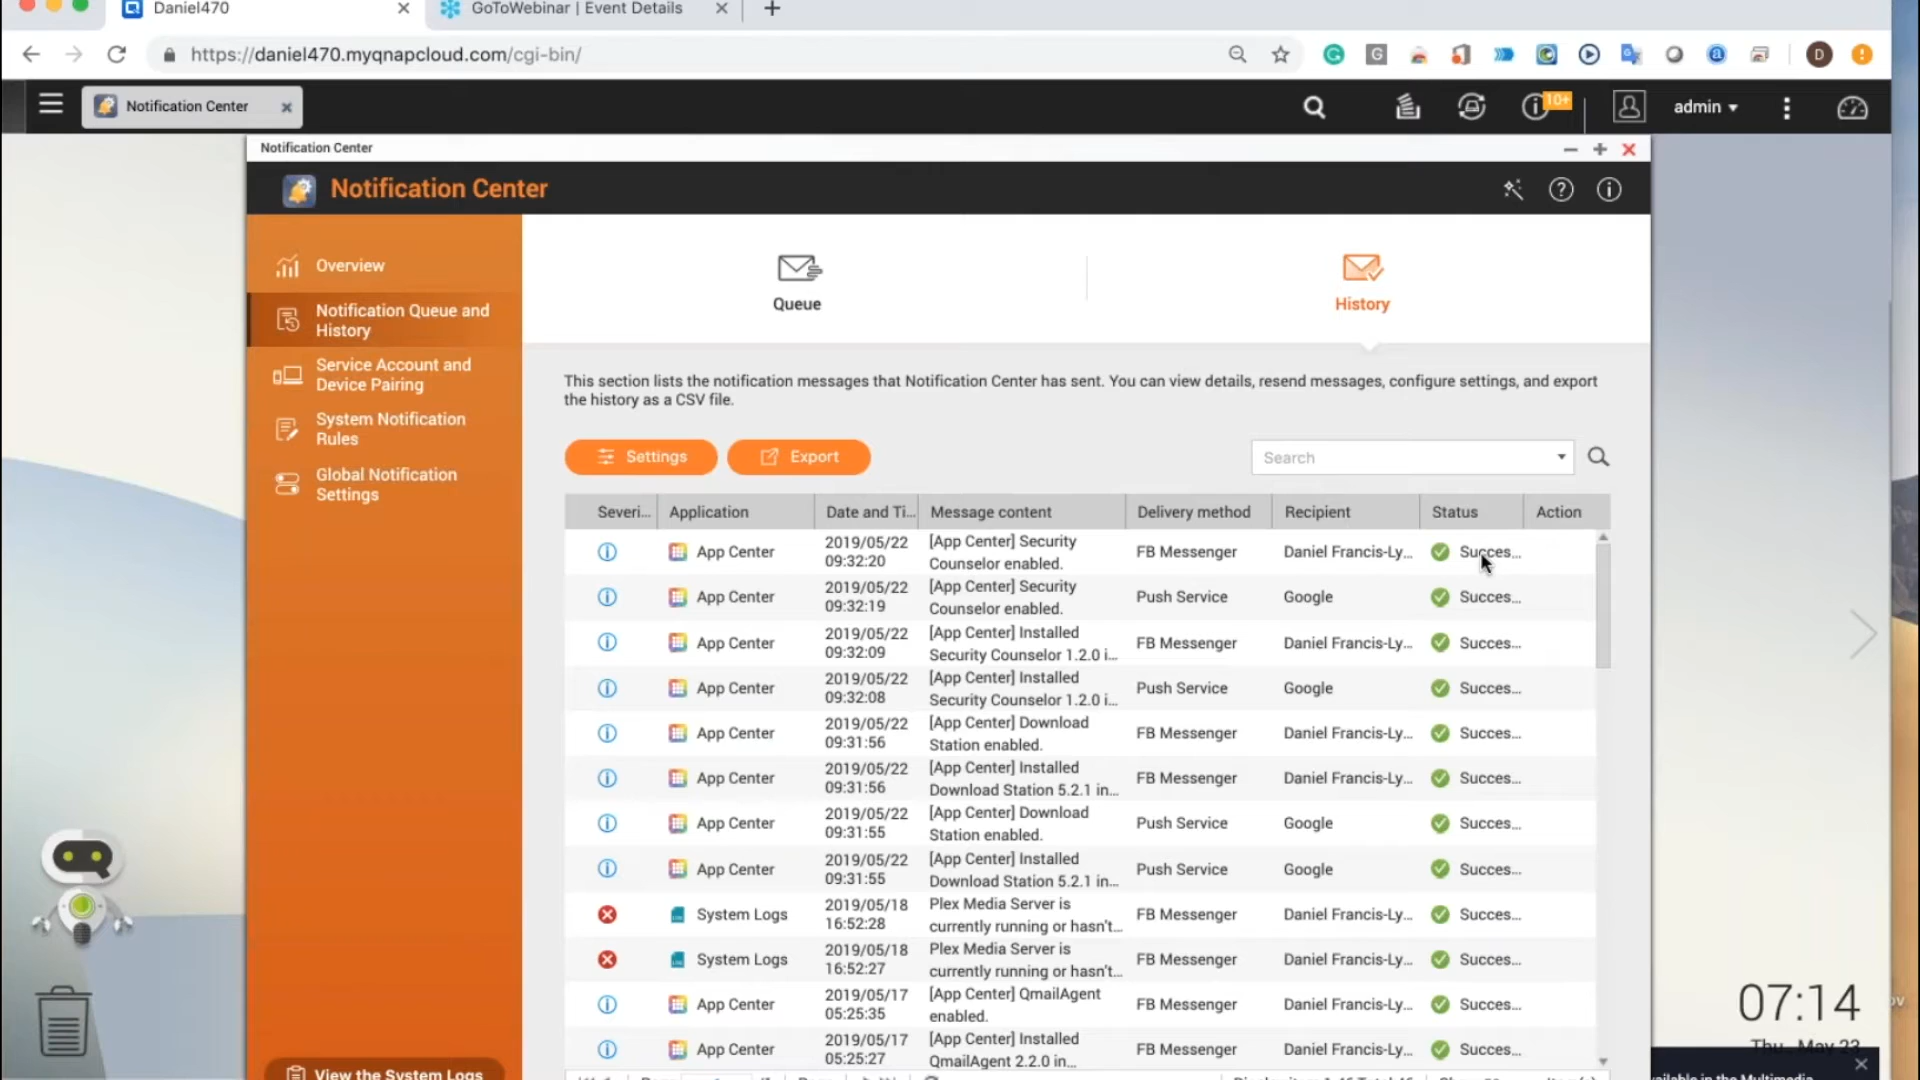 Daniel470
GoToWebinar | Event Details
https://daniel470.myqnapcloud.com/cgi-bin/
Notification Center
10+
admin
Notification Center
Notification Center
Overview
Notification Queue and
History
Service Account and
Device Pairing
System Notification
Rules
Global Notification
Settings
View the System Logs
Queue
History
This section lists the notification messages that Notification Center has sent. You can view details, resend messages, configure settings, and export
the history as a CSV file.
Settings
Export
Search
Severi... Application Date and Ti... Message content Delivery method Recipient Status Action
App Center 2019/05/22 09:32:20 [App Center] Security Counselor enabled. FB Messenger Daniel Francis-Ly... Succes...
App Center 2019/05/22 09:32:19 [App Center] Security Counselor enabled. Push Service Google Succes...
App Center 2019/05/22 09:32:09 [App Center] Installed Security Counselor 1.2.0 i... FB Messenger Daniel Francis-Ly... Succes...
App Center 2019/05/22 09:32:08 [App Center] Installed Security Counselor 1.2.0 i... Push Service Google Succes...
App Center 2019/05/22 09:31:56 [App Center] Download Station enabled. FB Messenger Daniel Francis-Ly... Succes...
App Center 2019/05/22 09:31:56 [App Center] Installed Download Station 5.2.1 in... FB Messenger Daniel Francis-Ly... Succes...
App Center 2019/05/22 09:31:55 [App Center] Download Station enabled. Push Service Google Succes...
App Center 2019/05/22 09:31:55 [App Center] Installed Download Station 5.2.1 in... Push Service Google Succes...
System Logs 2019/05/18 16:52:28 Plex Media Server is currently running or hasn't... FB Messenger Daniel Francis-Ly... Succes...
System Logs 2019/05/18 16:52:27 Plex Media Server is currently running or hasn't... FB Messenger Daniel Francis-Ly... Succes...
App Center 2019/05/17 05:25:35 [App Center] QmailAgent enabled. FB Messenger Daniel Francis-Ly... Succes...
App Center 2019/05/17 05:25:27 [App Center] Installed QmailAgent 2.2.0 in... FB Messenger Daniel Francis-Ly... Succes...
07:14
Thu., May 23